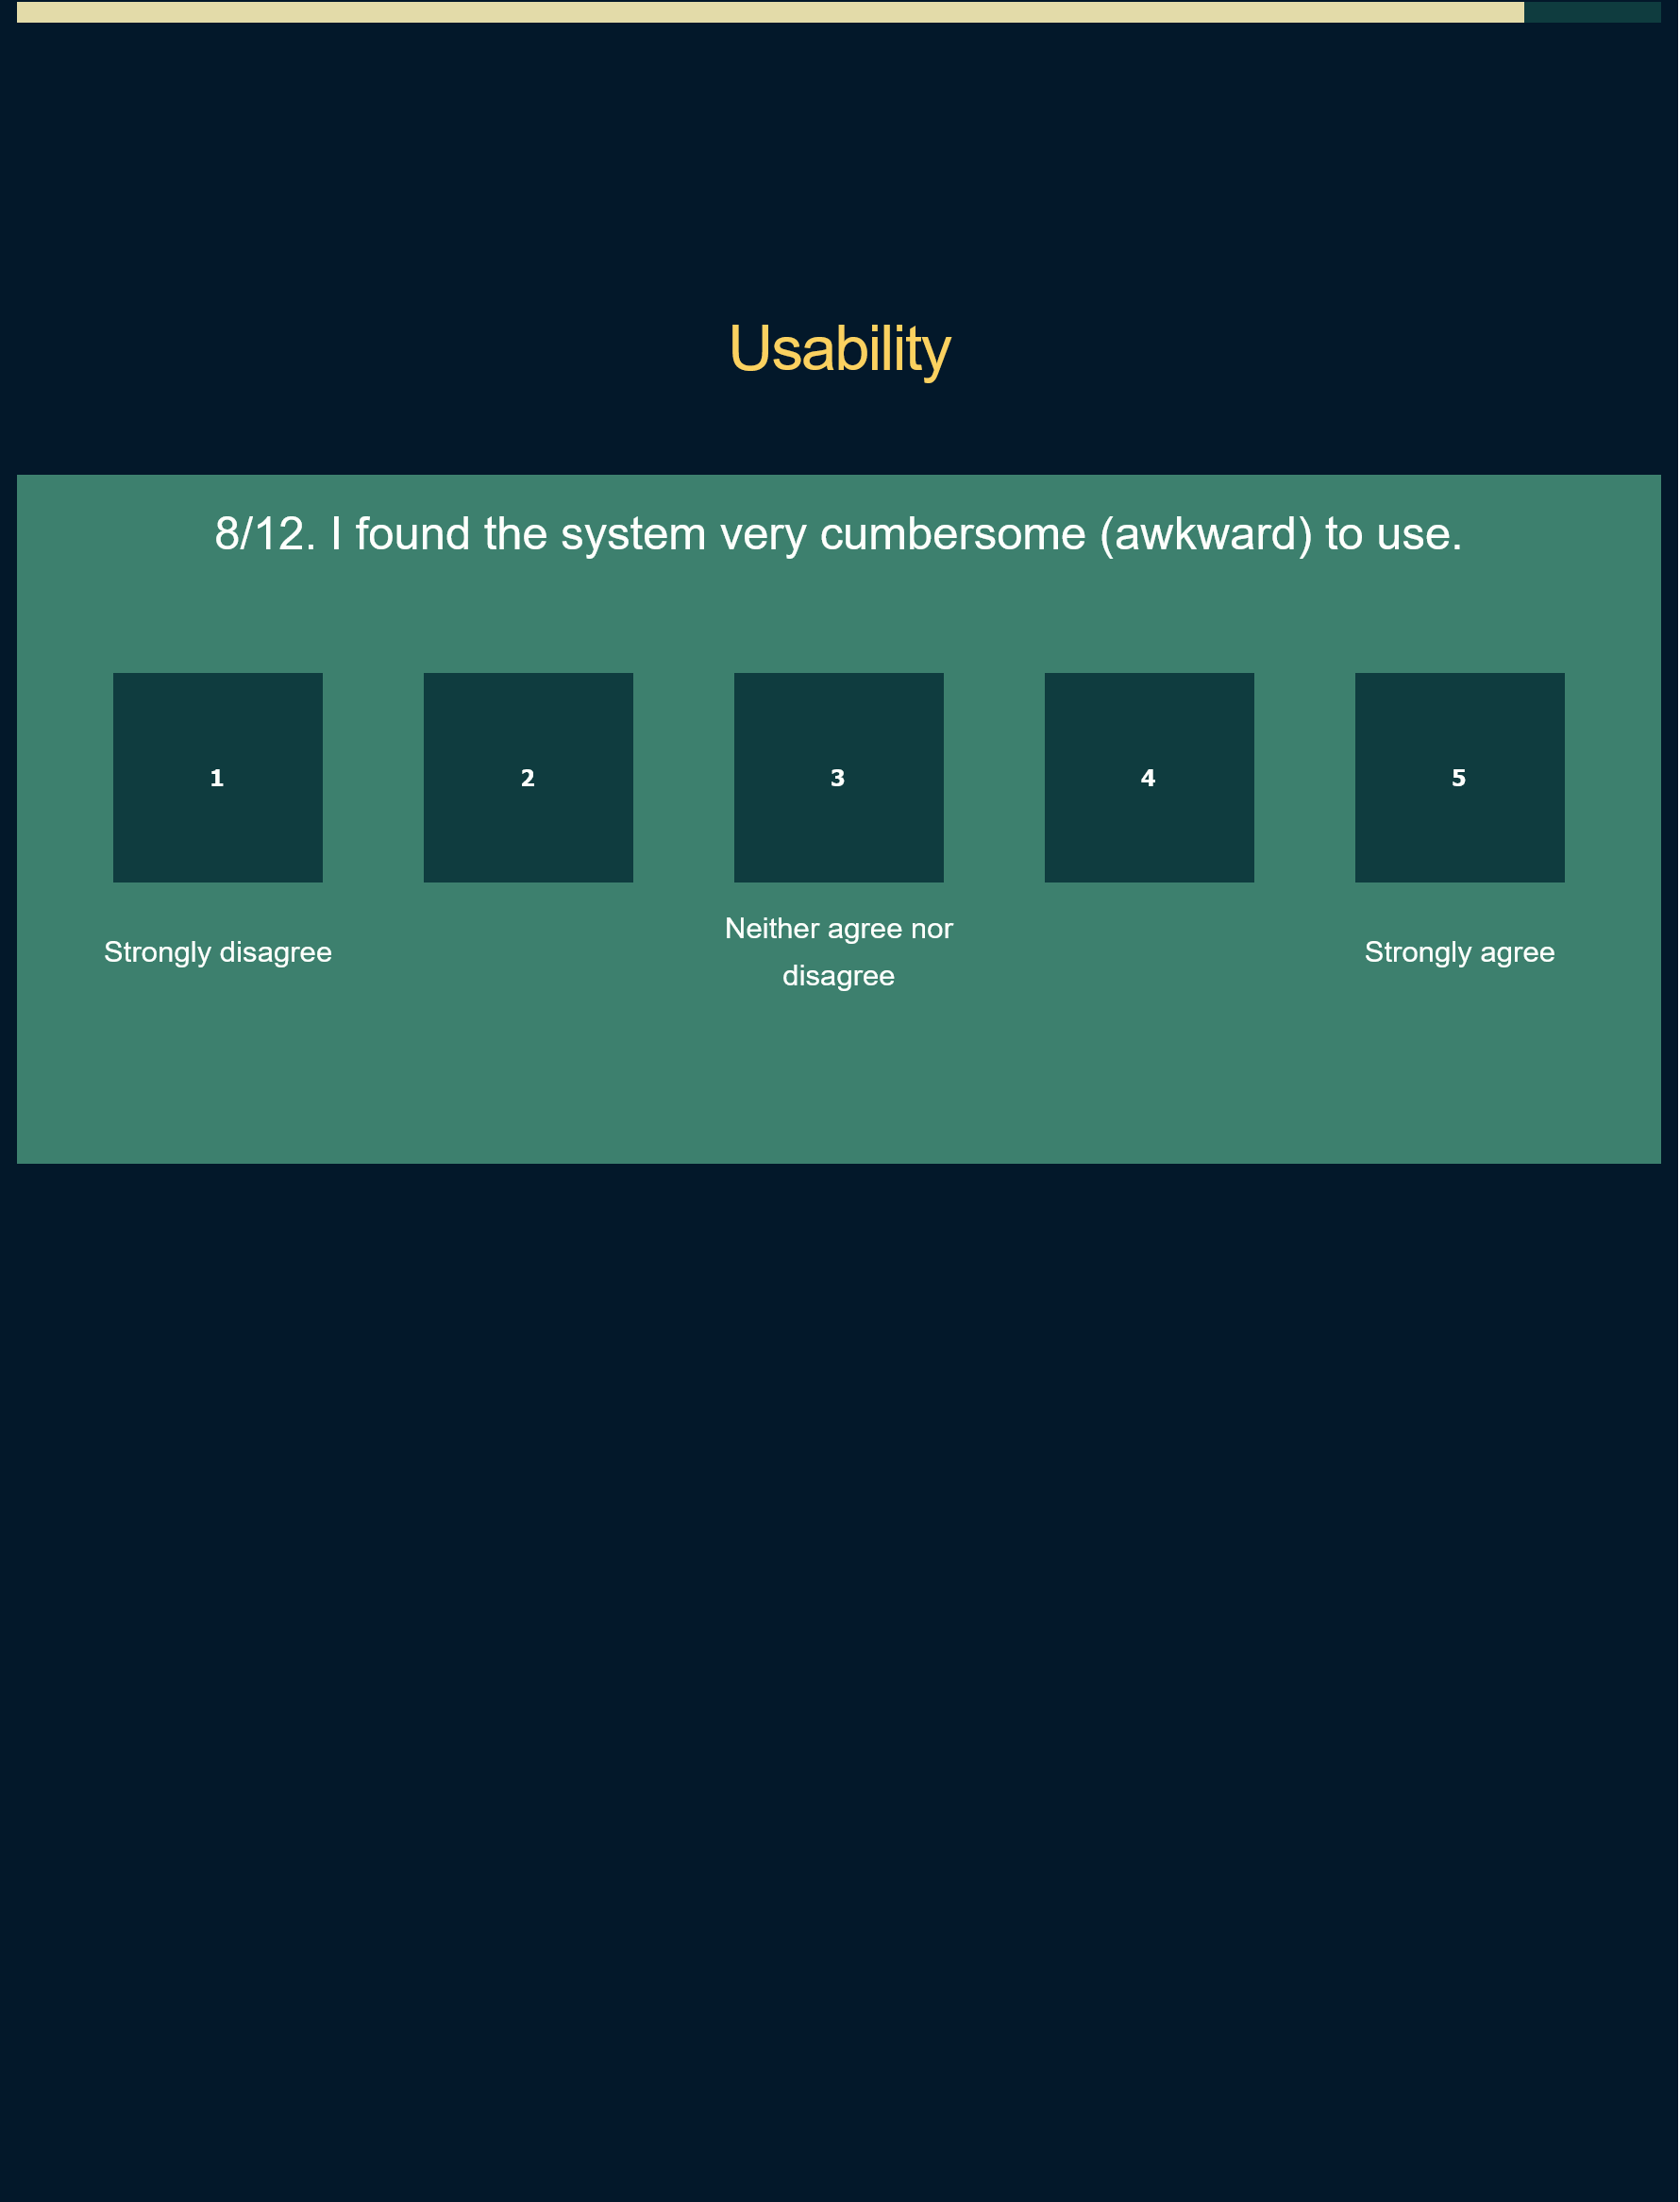 Usability
8/12. I found the system very cumbersome (awkward) to use.
1 2 3 4 5
Strongly disagree
Neither agree nor
disagree
Strongly agree